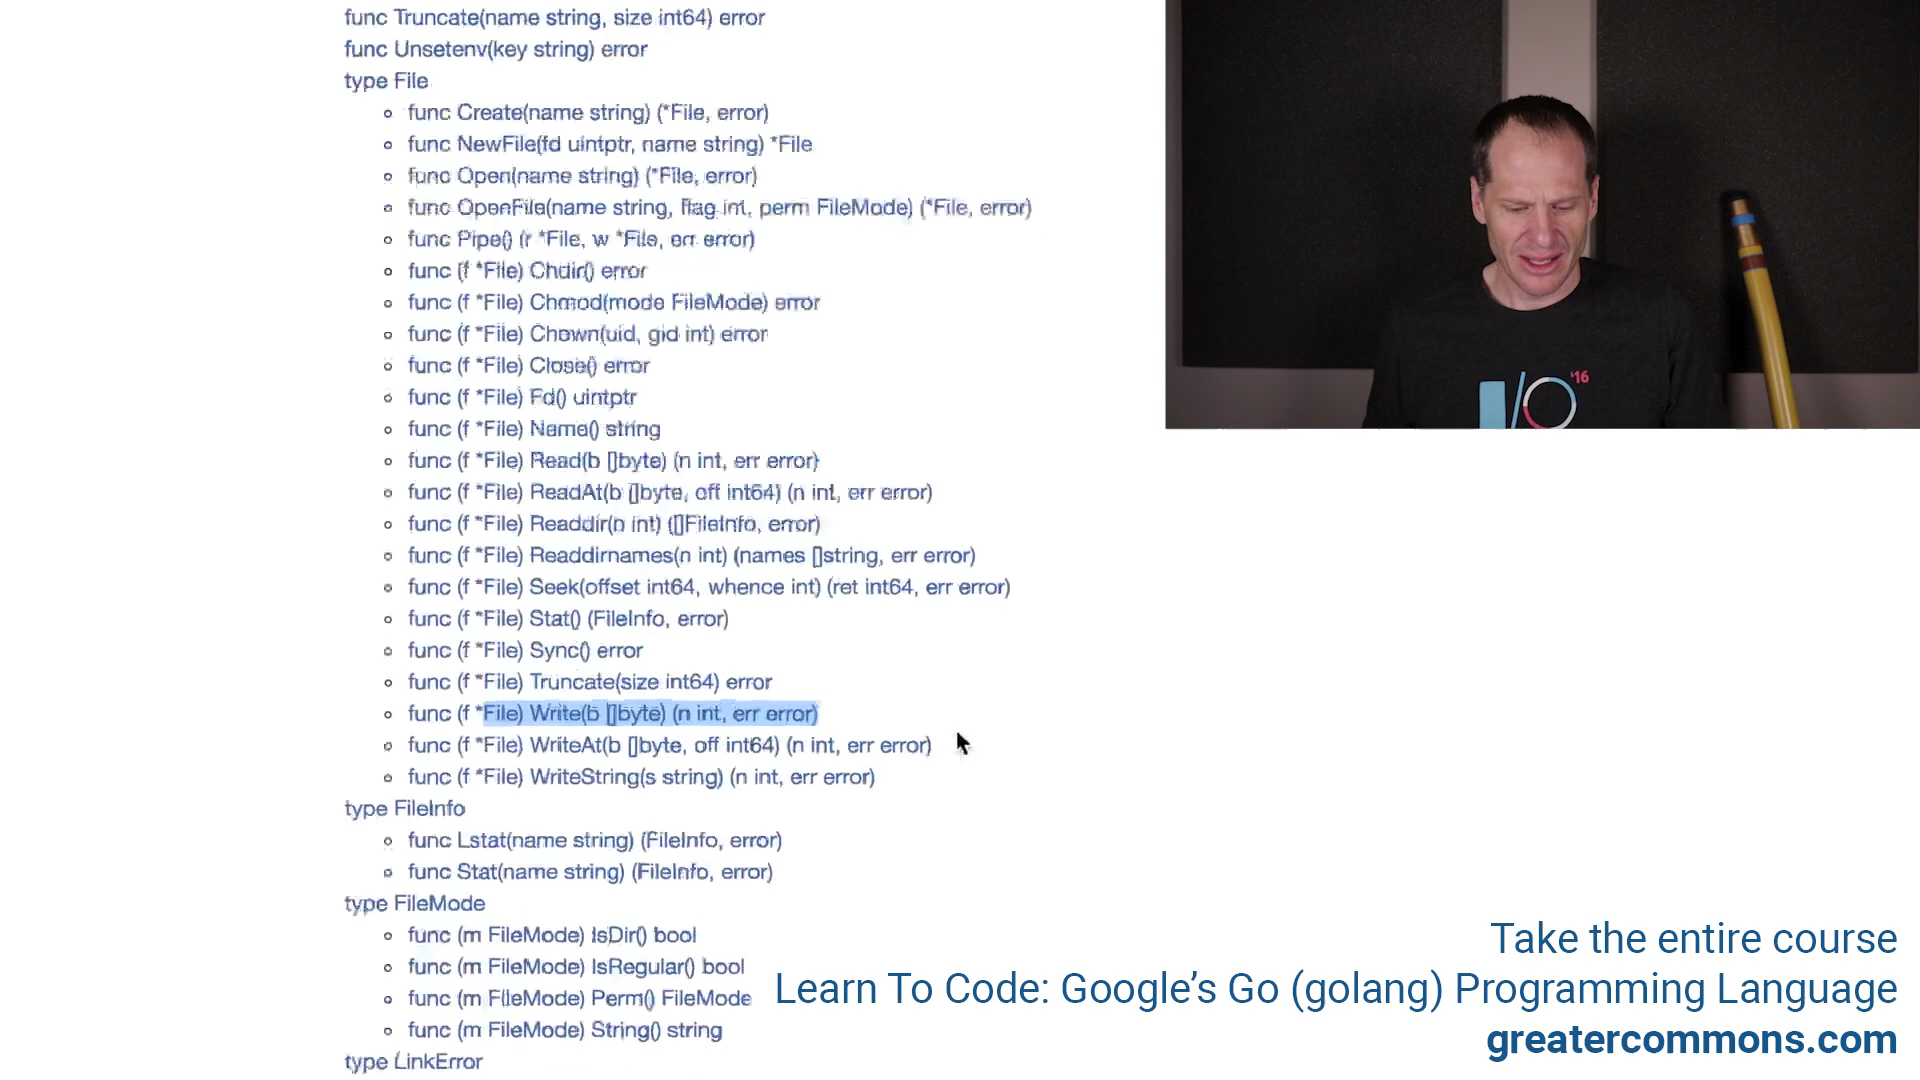 func Truncate(name string, size int64) error
func Unsetenv(key string) error
type File
func Create(name string) (*File, error)
func NewFile(fd uintptr, name string) *File
func Open(name string) (*File, error)
func OpenFile(name string, flag int, perm FileMode) (*File, error)
func Pipe() (r *File, w *File, err error)
func (f *File) Chdir() error
func (f *File) Chmod(mode FileMode) error
func (f *File) Chown(uid, gid int) error
func (f *File) Close() error
func (f *File) Fd() uintptr
func (f *File) Name() string
func (f *File) Read(b []byte) (n int, err error)
func (f *File) ReadAt(b []byte, off int64) (n int, err error)
func (f *File) Readdir(n int) ([]FileInfo, error)
func (f *File) Readdirnames(n int) (names []string, err error)
func (f *File) Seek(offset int64, whence int) (ret int64, err error)
func (f *File) Stat() (FileInfo, error)
func (f *File) Sync() error
func (f *File) Truncate(size int64) error
func (f *File) Write(b []byte) (n int, err error)
func (f *File) WriteAt(b []byte, off int64) (n int, err error)
func (f *File) WriteString(s string) (n int, err error)
type FileInfo
func Lstat(name string) (FileInfo, error)
func Stat(name string) (FileInfo, error)
type FileMode
func (m FileMode) IsDir() bool
func (m FileMode) IsRegular() bool
func (m FileMode) Perm() FileMode
func (m FileMode) String() string
type LinkError
I/O '16
Take the entire course
Learn To Code: Google’s Go (golang) Programming Language
greatercommons.com